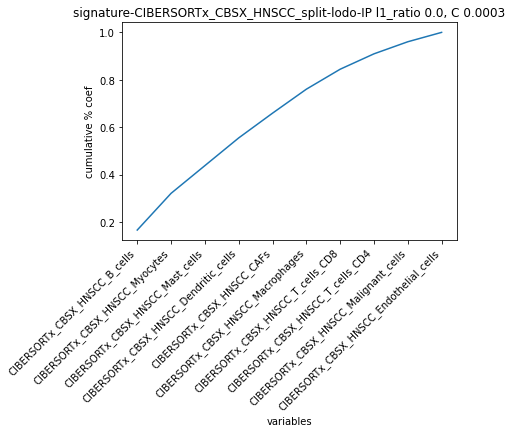 signature-CIBERSORTx_CBSX_HNSCC_split-lodo-IP l1_ratio 0.0, C 0.0003
1.0
0.8
0.6
0.4
0.2
cumulative % coef
CIBERSORTx_CBSX_HNSCC_B_cells
CIBERSORTx_CBSX_HNSCC_Myocytes
CIBERSORTx_CBSX_HNSCC_Mast_cells
CIBERSORTx_CBSX_HNSCC_Dendritic_cells
CIBERSORTx_CBSX_HNSCC_CAFs
CIBERSORTx_CBSX_HNSCC_Macrophages
CIBERSORTx_CBSX_HNSCC_T_cells_CD8
CIBERSORTx_CBSX_HNSCC_T_cells_CD4
CIBERSORTx_CBSX_HNSCC_Malignant_cells
CIBERSORTx_CBSX_HNSCC_Endothelial_cells
variables